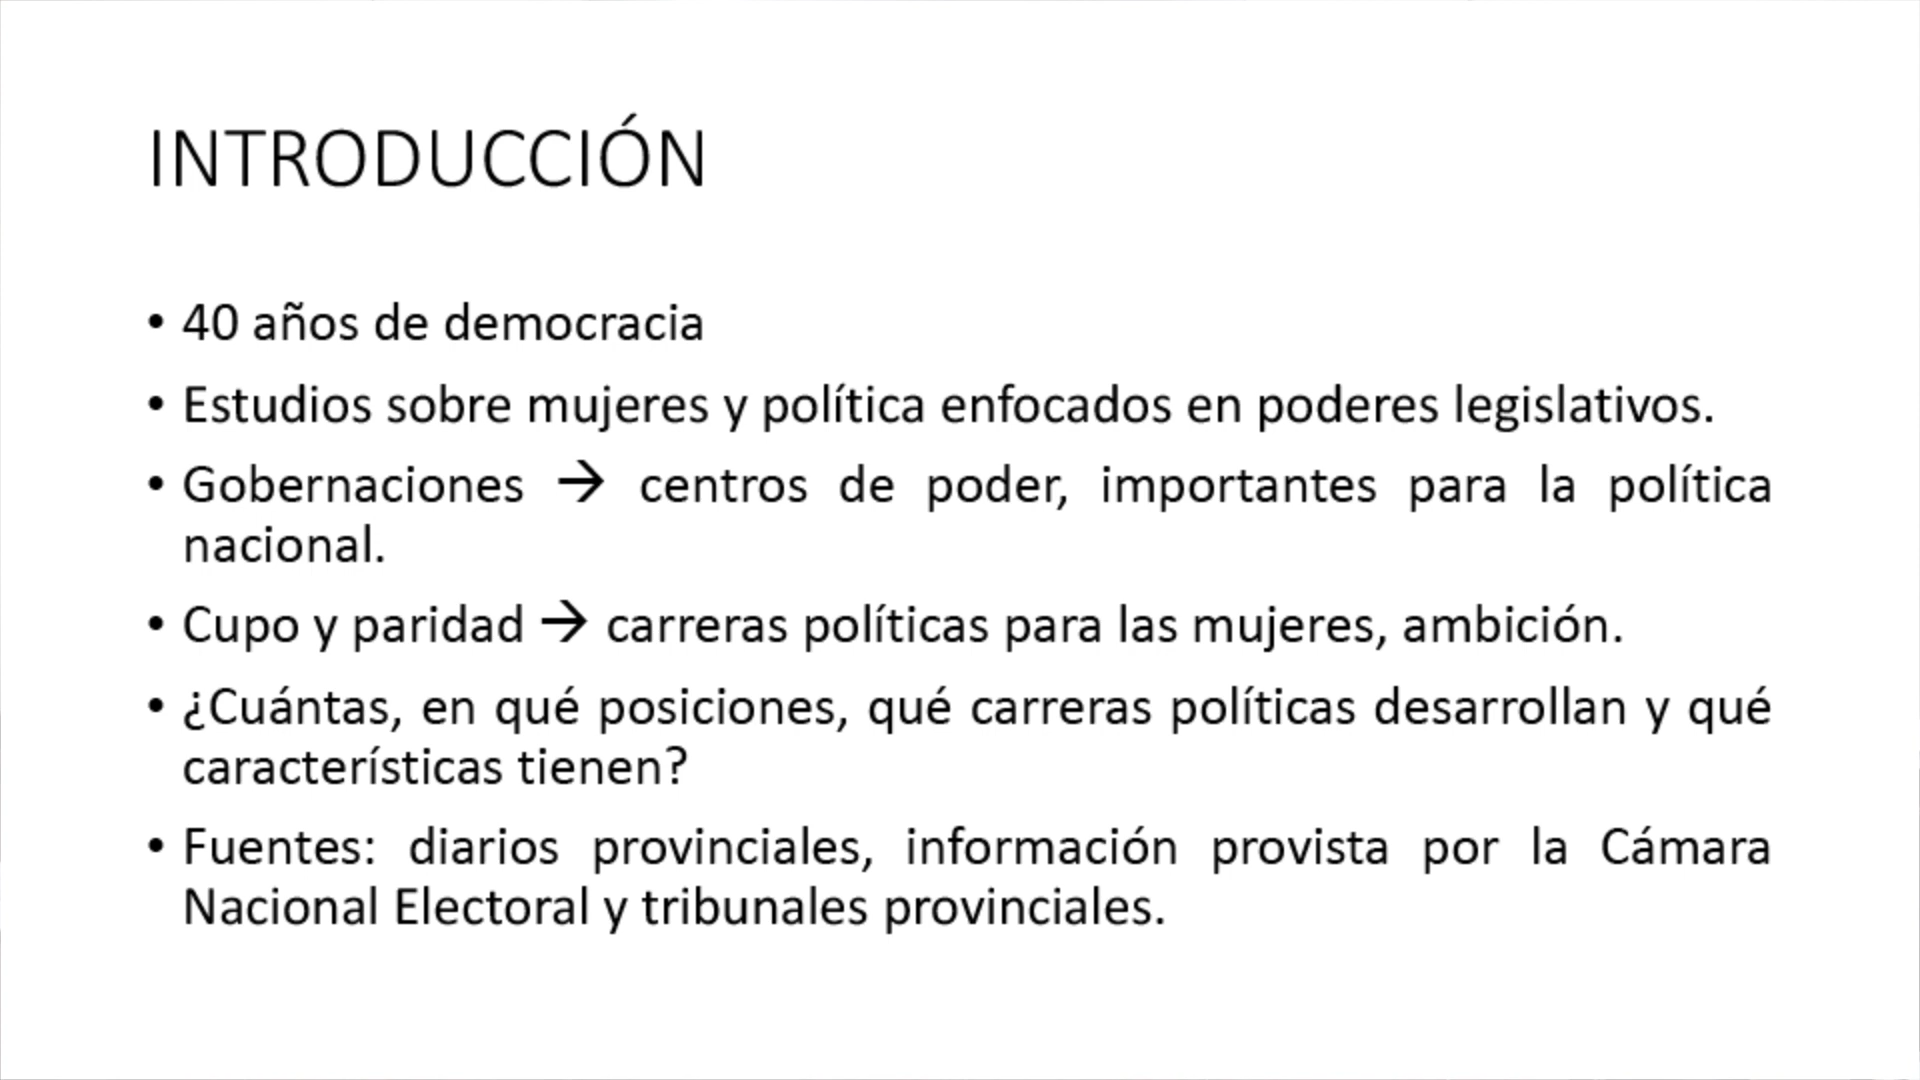 INTRODUCCIÓN
• 40 años de democracia
• Estudios sobre mujeres y política enfocados en poderes legislativos.
• Gobernaciones → centros de poder, importantes para la política
nacional.
• Cupo y paridad → carreras políticas para las mujeres, ambición.
• ¿Cuántas, en qué posiciones, qué carreras políticas desarrollan y qué
características tienen?
• Fuentes: diarios provinciales, información provista por la Cámara
Nacional Electoral y tribunales provinciales.